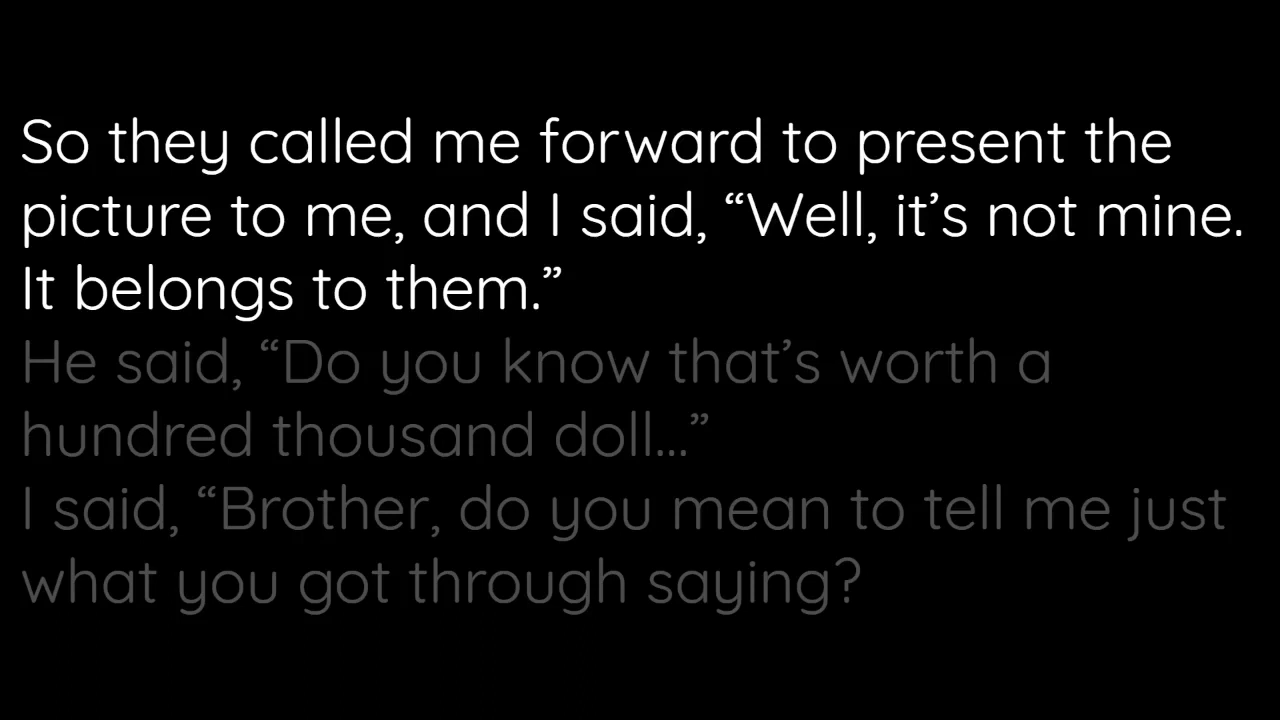 So they called me forward to present the
picture to me, and I said, “Well, it’s not mine.
It belongs to them.”
He said, “Do you know that’s worth a
hundred thousand doll...”
I said, “Brother, do you mean to tell me just
what you got through saying?